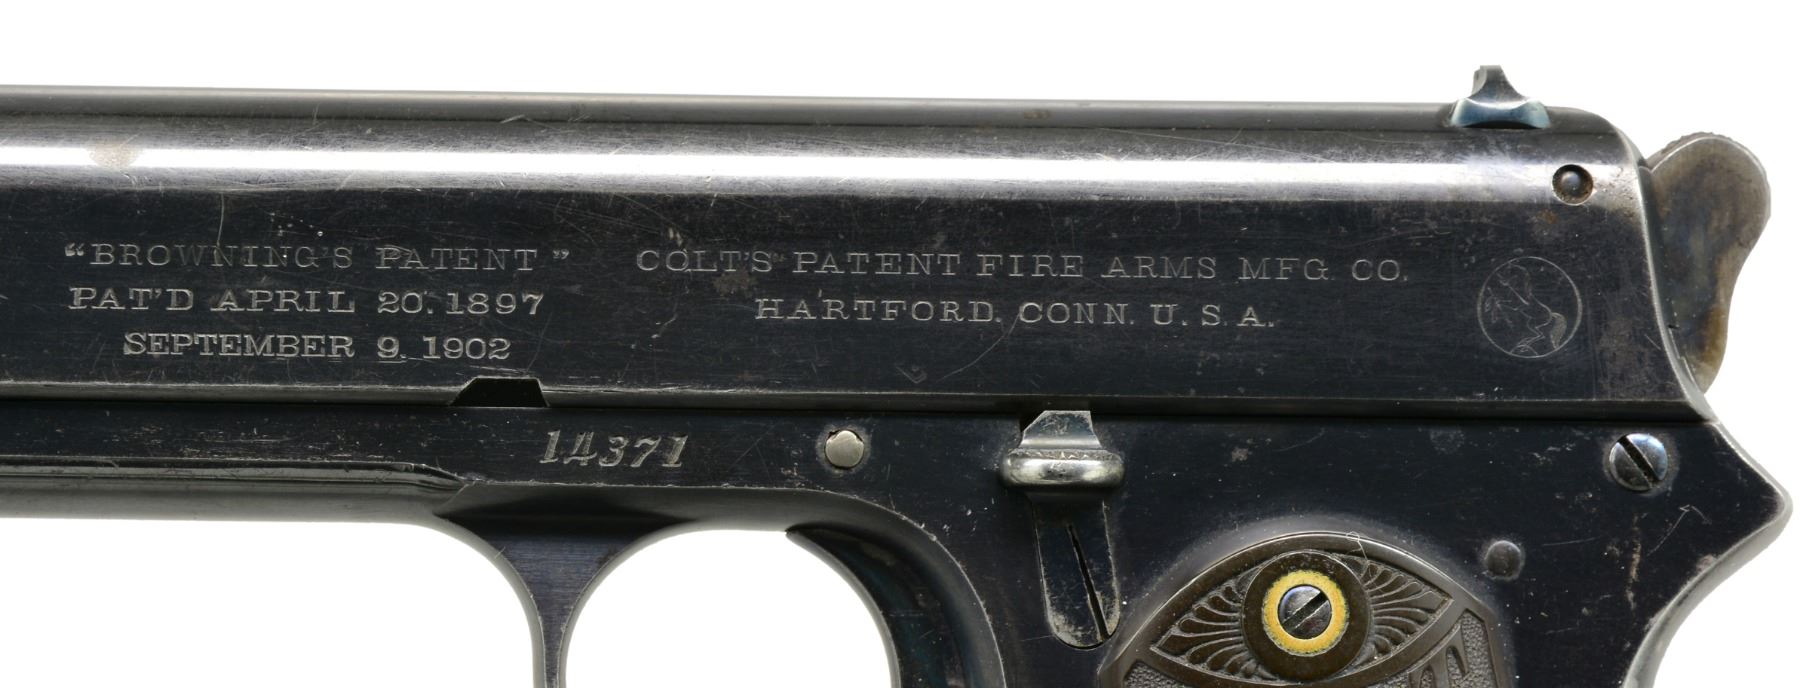 “BROWNING'S PATENT”
PAT'D APRIL 20. 1897
SEPTEMBER 9. 1902
COLT'S PATENT FIRE ARMS MFG. CO.
HARTFORD. CONN. U. S. A.
14371